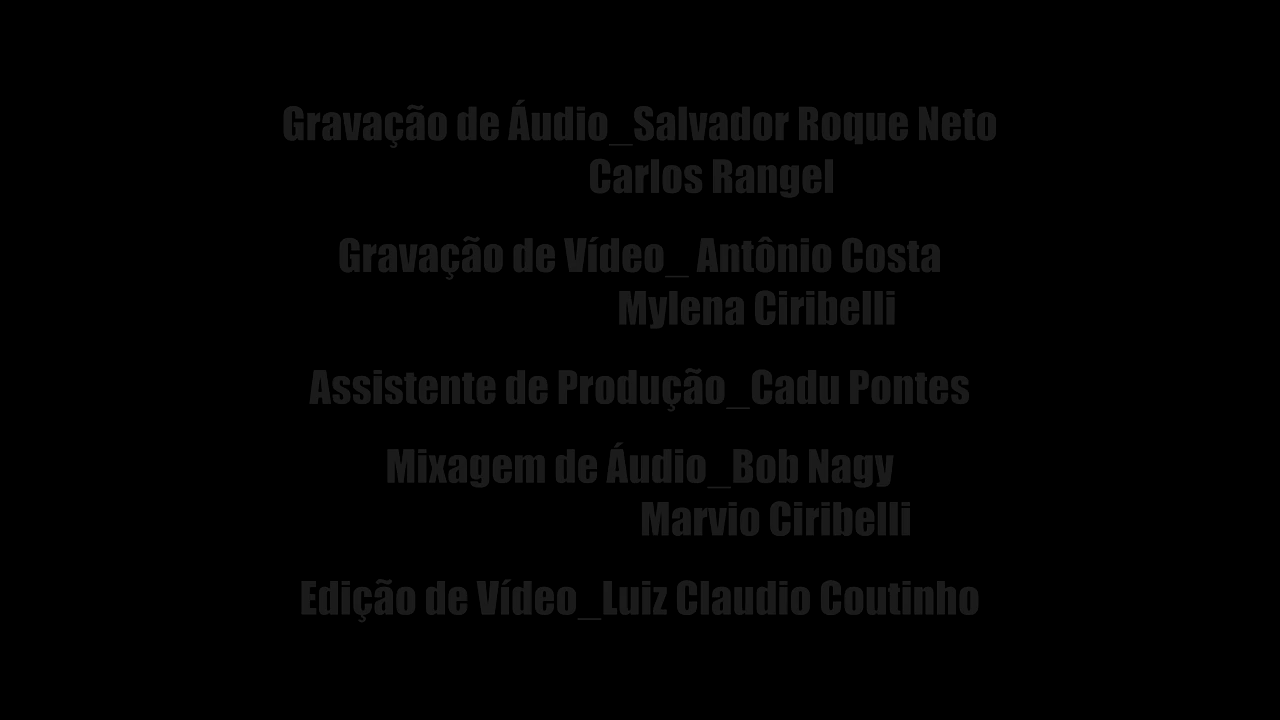 Gravação de Áudio_Salvador Roque Neto
Carlos Rangel
Gravação de Vídeo_ Antônio Costa
Mylena Ciribelli
Assistente de Produção_Cadu Pontes
Mixagem de Áudio_Bob Nagy
Marvio Ciribelli
Edição de Vídeo_Luiz Claudio Coutinho